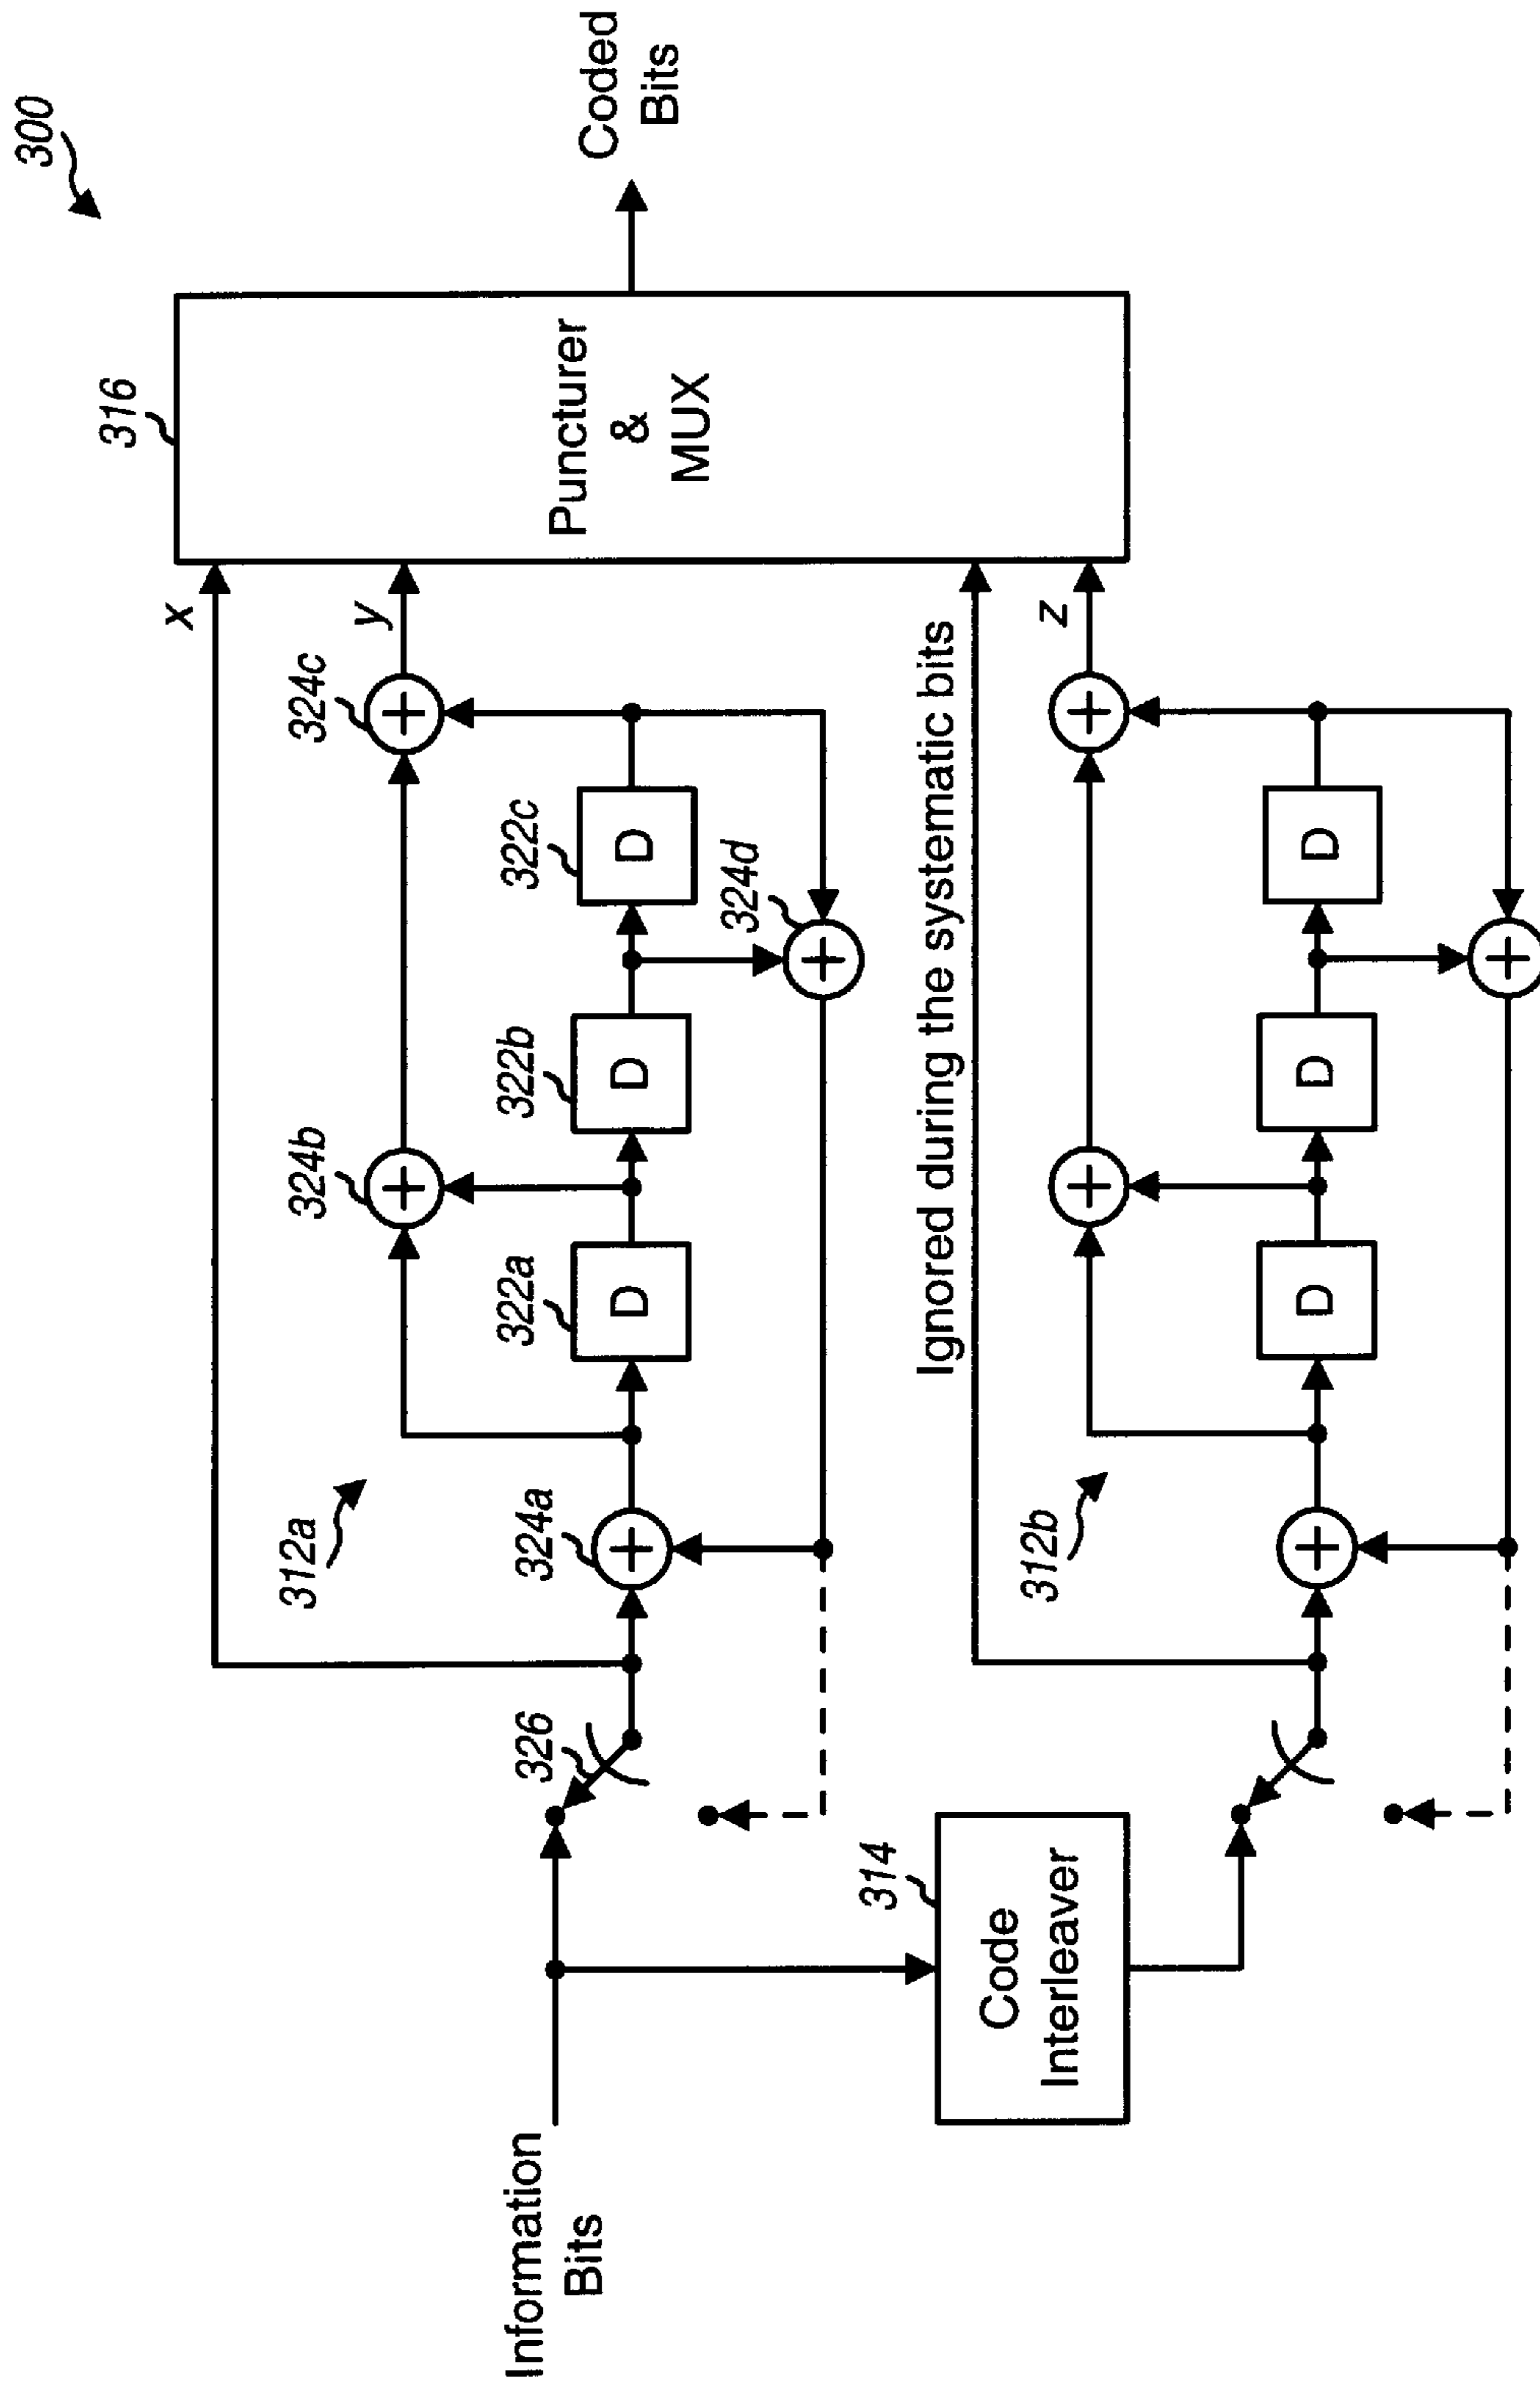 300
316
x
Puncturer
&
MUX
Coded
Bits
y
324c
324b
312a
324a
322a
D
322b
D
322c
D
324d
326
Information
Bits
314
Code
Interleaver
Ignored during the systematic bits
z
312b
D
D
D